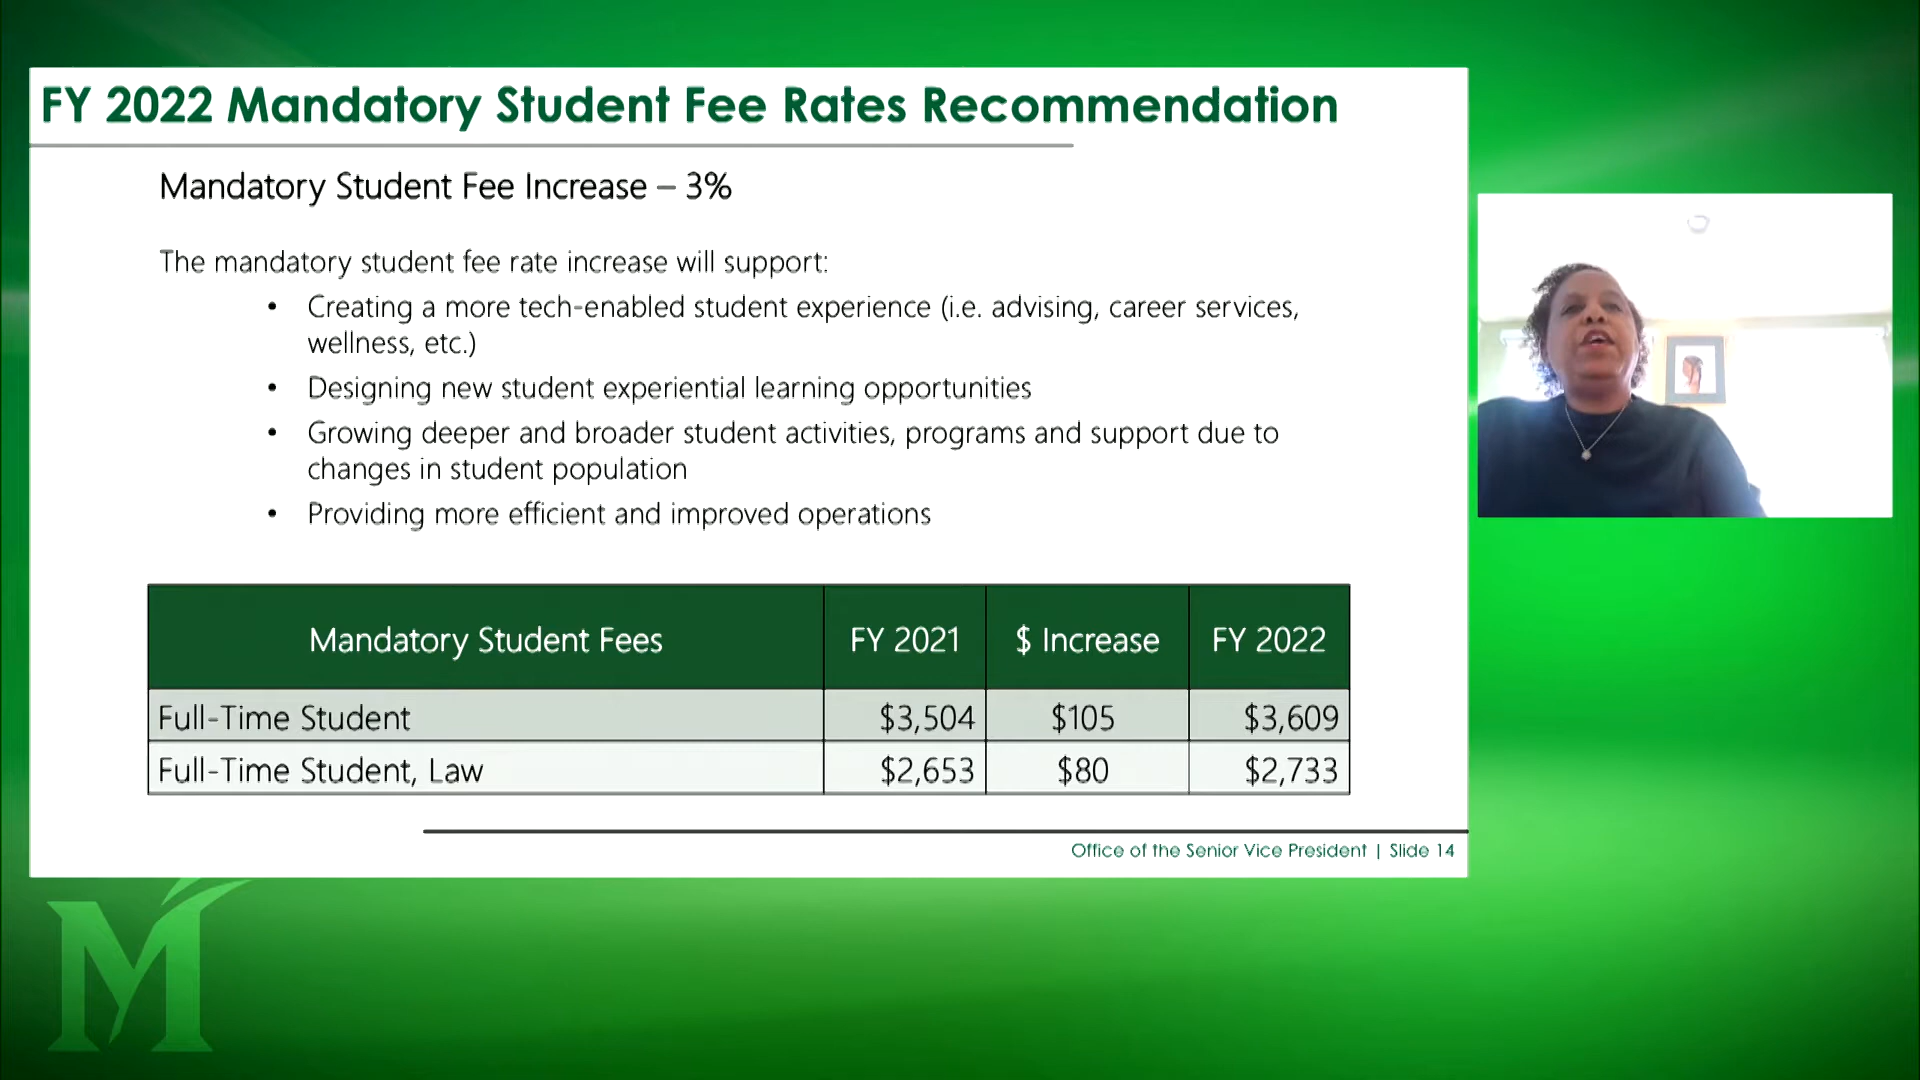 FY 2022 Mandatory Student Fee Rates Recommendation
Mandatory Student Fee Increase – 3%
The mandatory student fee rate increase will support:
• Creating a more tech-enabled student experience (i.e. advising, career services,
wellness, etc.)
• Designing new student experiential learning opportunities
• Growing deeper and broader student activities, programs and support due to
changes in student population
• Providing more efficient and improved operations
Mandatory Student Fees FY 2021 $ Increase FY 2022
Full-Time Student $3,504 $105 $3,609
Full-Time Student, Law $2,653 $80 $2,733
Office of the Senior Vice President | Slide 14
M